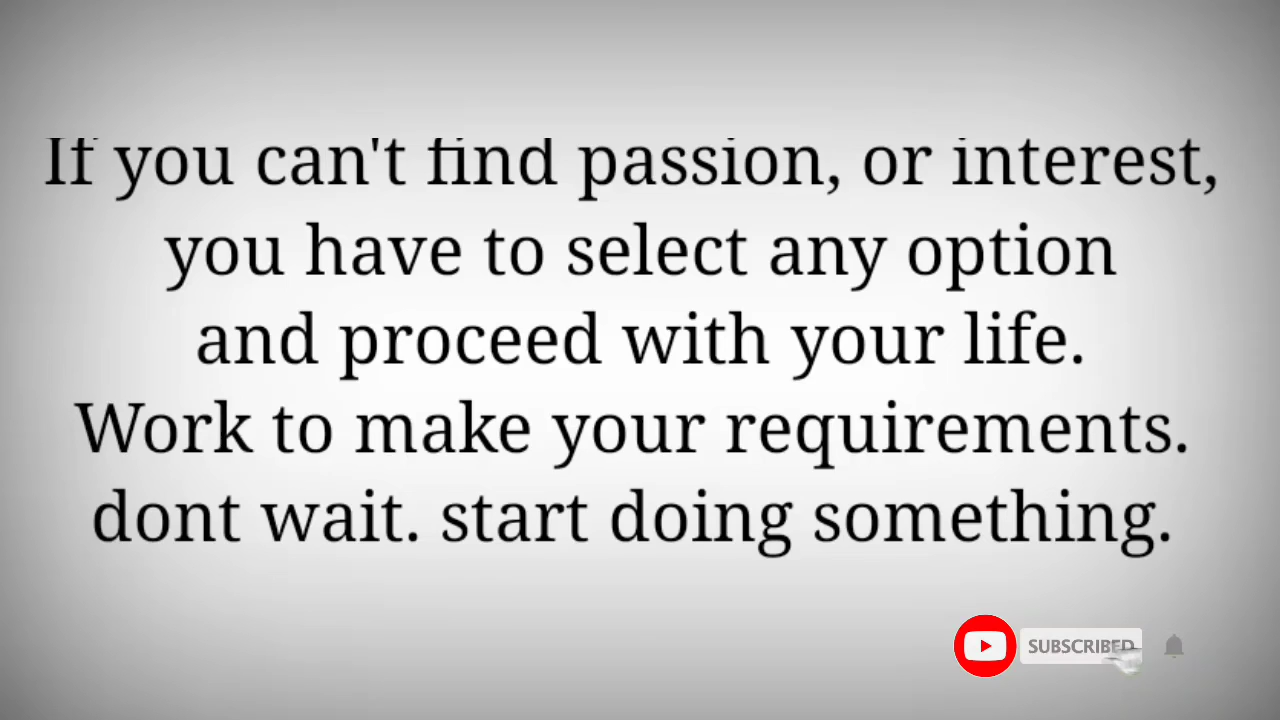 If you can't find passion, or interest,
you have to select any option
and proceed with your life.
Work to make your requirements.
dont wait. start doing something.
SUBSCRIBED